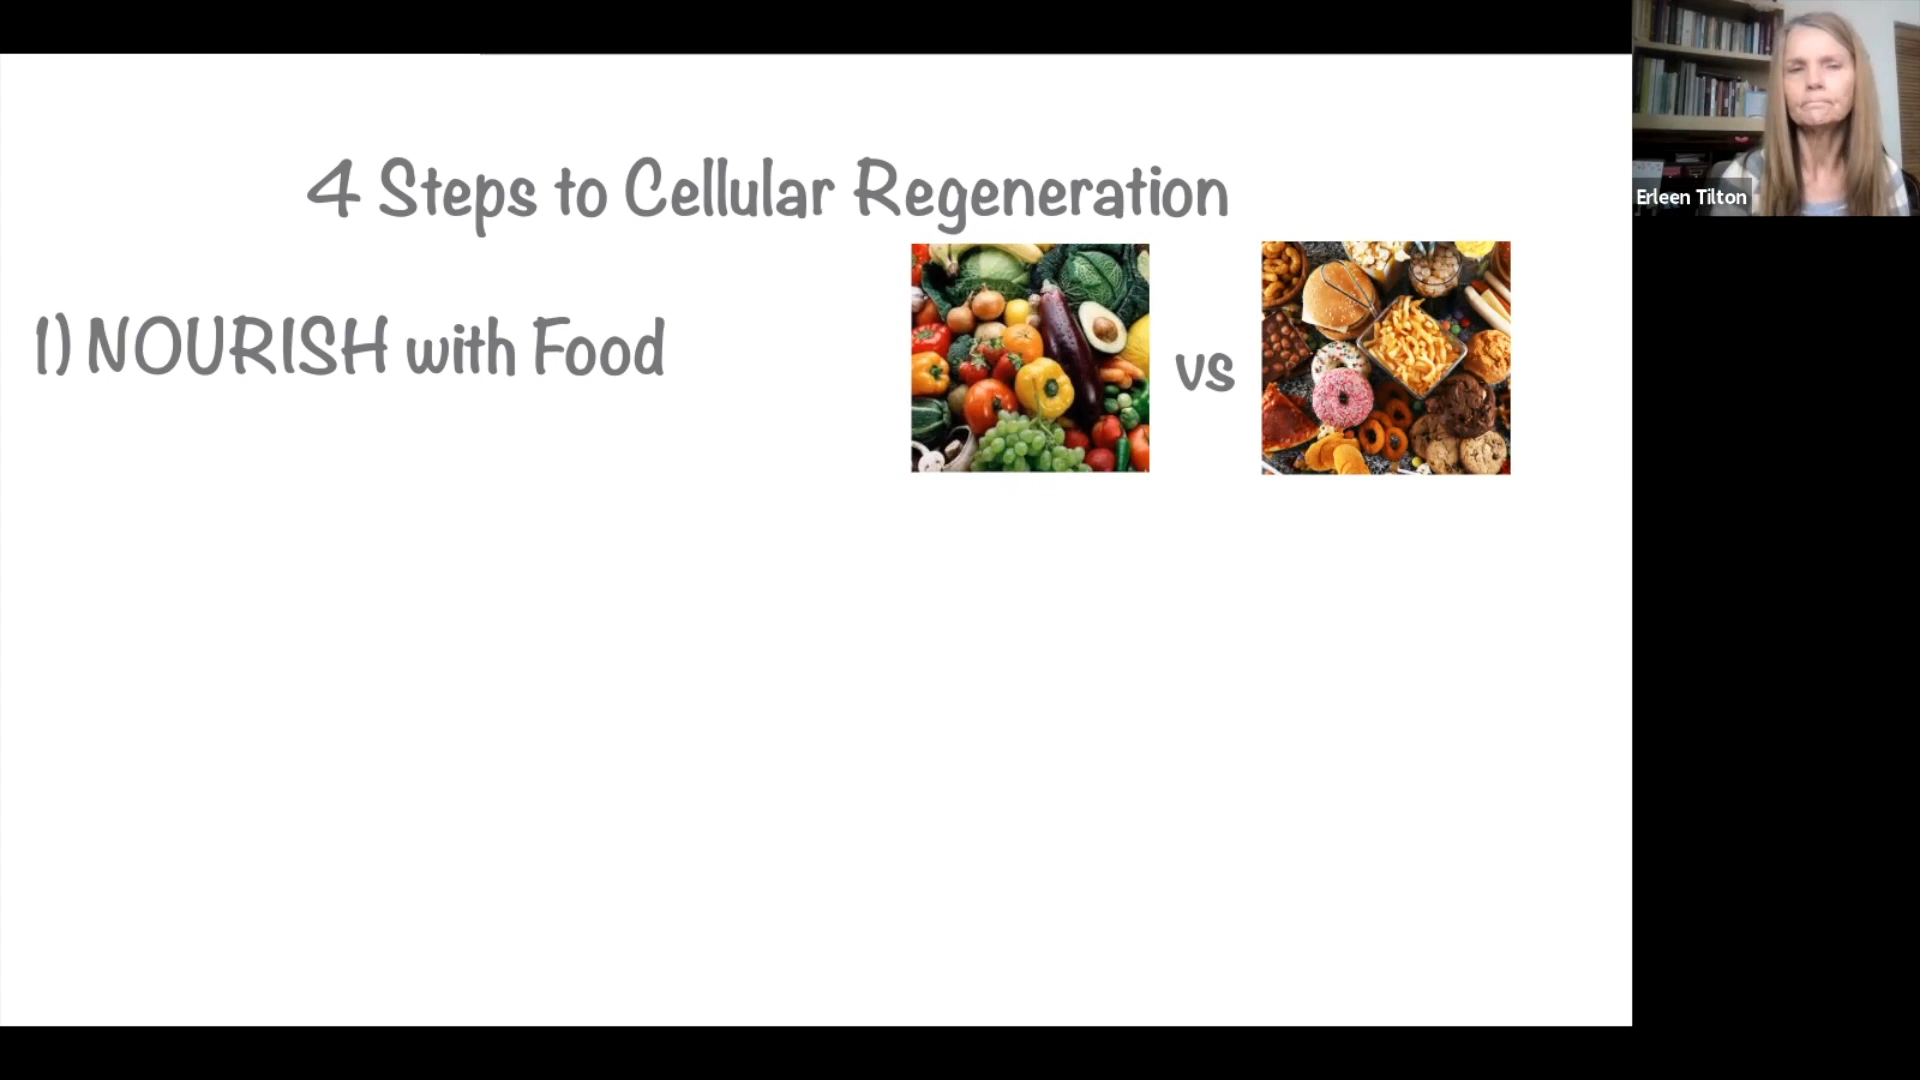 4 Steps to Cellular Regeneration
1) NOURISH with Food
vs
Erleen Tilton